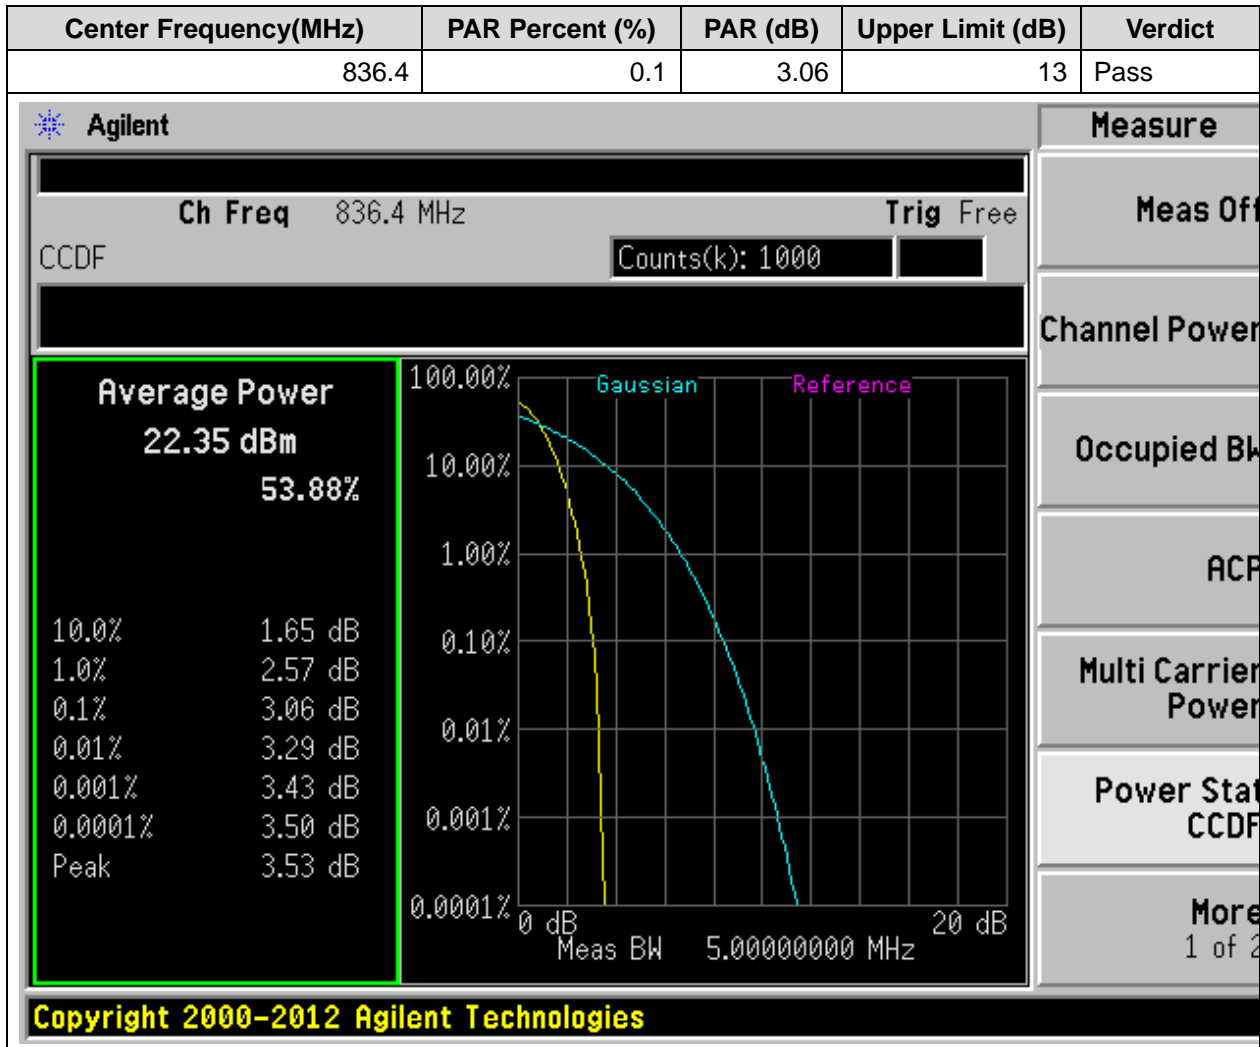 Center Frequency(MHz) PAR Percent (%) PAR (dB) Upper Limit (dB) Verdict
836.4 0.1 3.06 13 Pass
Agilent
Measure
Ch Freq 836.4 MHz Trig Free
CCDF Counts(k): 1000
Average Power
22.35 dBm
53.88%
10.0% 1.65 dB
1.0% 2.57 dB
0.1% 3.06 dB
0.01% 3.29 dB
0.001% 3.43 dB
0.0001% 3.50 dB
Peak 3.53 dB
Gaussian Reference
100.00%
10.00%
1.00%
0.10%
0.01%
0.001%
0.0001%
0 dB 20 dB
Meas BW 5.00000000 MHz
Meas Off
Channel Power
Occupied BW
ACP
Multi Carrier
Power
Power Stat
CCDF
More
1 of 2
Copyright 2000-2012 Agilent Technologies